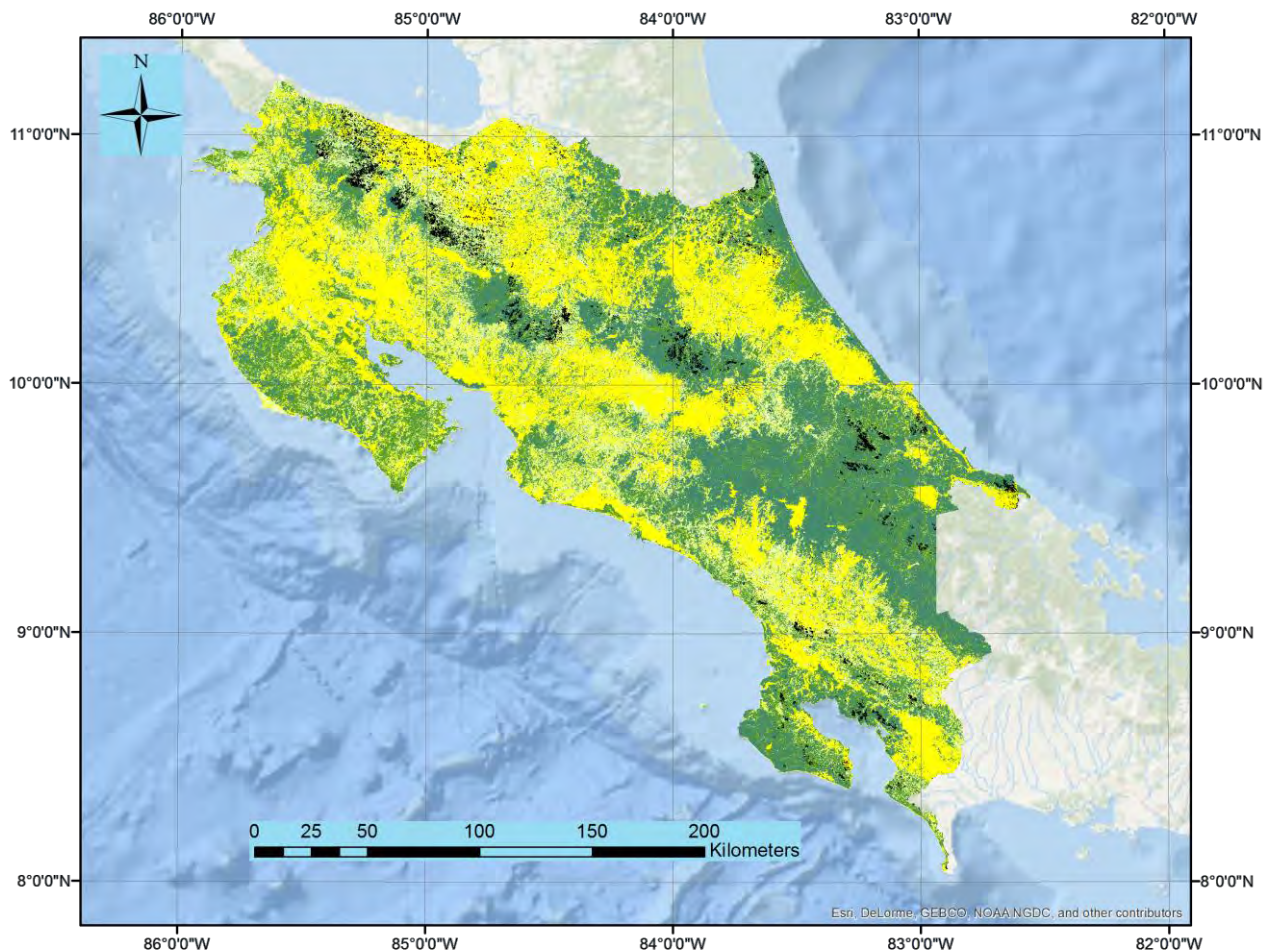 86°0'0"W 85°0'0"W 84°0'0"W 83°0'0"W 82°0'0"W
N
11°0'0"N 11°0'0"N
10°0'0"N 10°0'0"N
9°0'0"N 9°0'0"N
0 25 50 100 150 200
Kilometers
8°0'0"N 8°0'0"N
Esri, DeLorme, GEBCO, NOAA NGDC, and other contributors
86°0'0"W 85°0'0"W 84°0'0"W 83°0'0"W 82°0'0"W